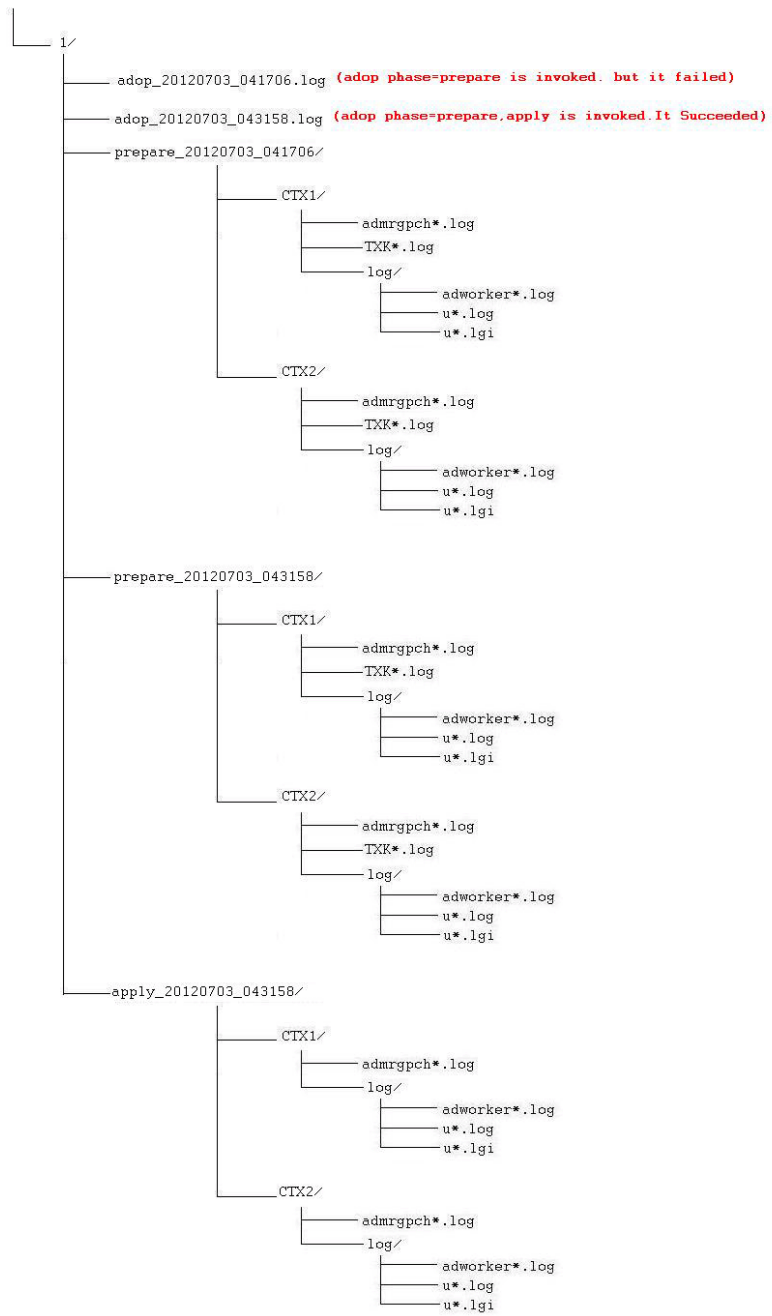 1/
adop_20120703_041706.log (adop phase=prepare is invoked. but it failed)
adop_20120703_043158.log (adop phase=prepare,apply is invoked.It Succeeded)
prepare_20120703_041706/
CTX1/
admrgpch*.log
TXK*.log
log/
adworker*.log
u*.log
u*.lgi
CTX2/
admrgpch*.log
TXK*.log
log/
adworker*.log
u*.log
u*.lgi
prepare_20120703_043158/
CTX1/
admrgpch*.log
TXK*.log
log/
adworker*.log
u*.log
u*.lgi
CTX2/
admrgpch*.log
TXK*.log
log/
adworker*.log
u*.log
u*.lgi
apply_20120703_043158/
CTX1/
admrgpch*.log
log/
adworker*.log
u*.log
u*.lgi
CTX2/
admrgpch*.log
log/
adworker*.log
u*.log
u*.lgi